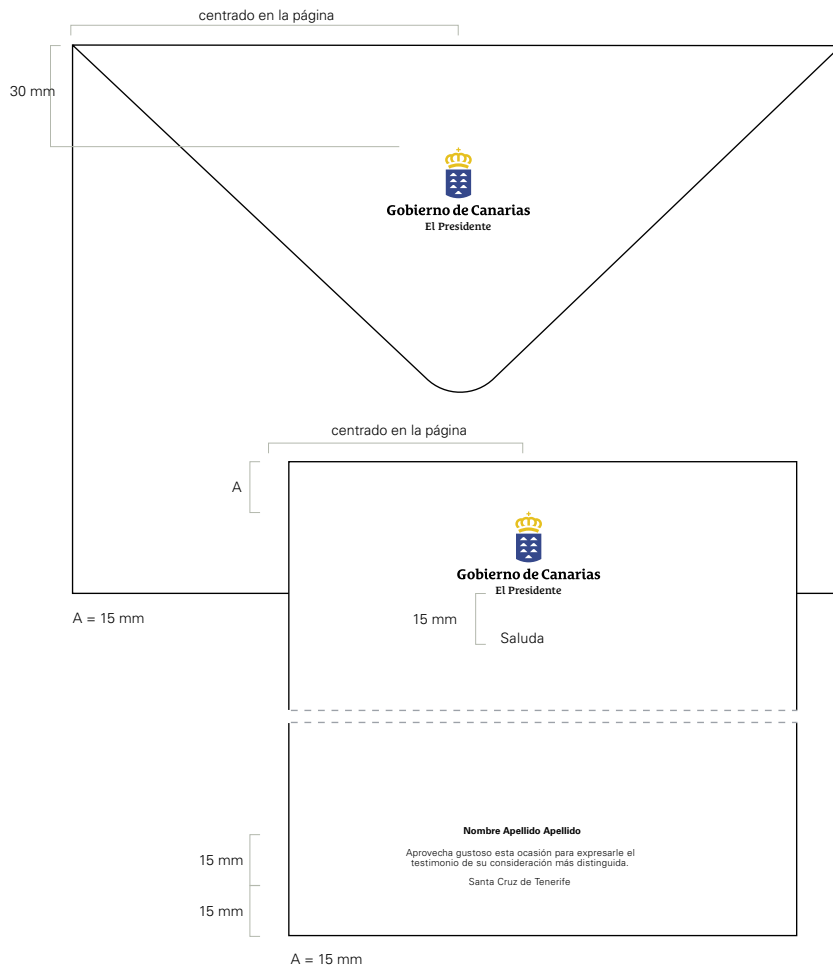 centrado en la página
30 mm
Gobierno de Canarias
El Presidente
centrado en la página
A
Gobierno de Canarias
El Presidente
A = 15 mm
15 mm
Saluda
Nombre Apellido Apellido
Aprovecha gustoso esta ocasión para expresarle el
testimonio de su consideración más distinguida.
15 mm
Santa Cruz de Tenerife
15 mm
A = 15 mm